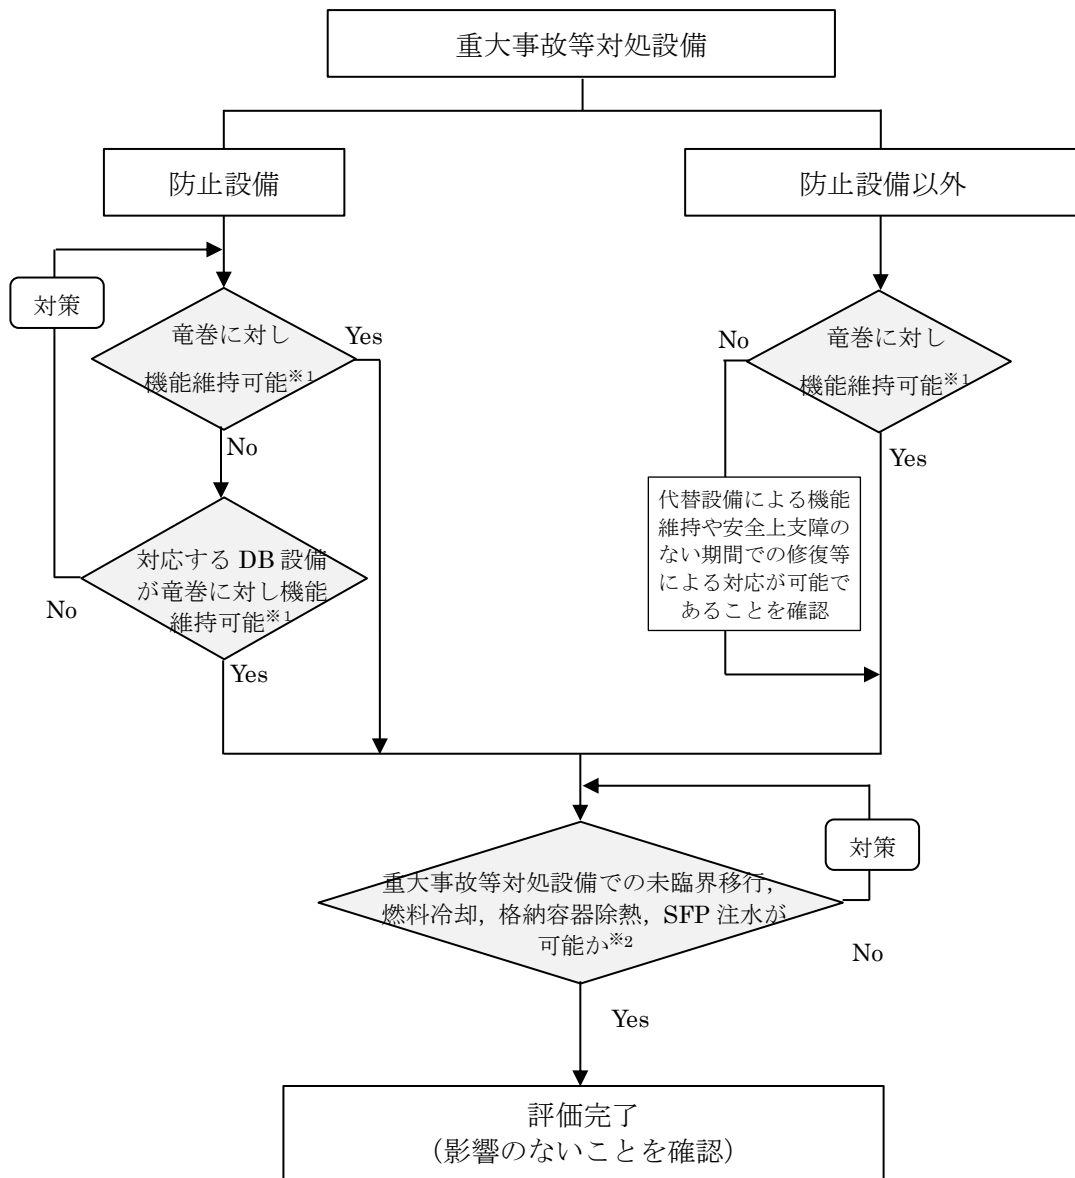 重大事故等対処設備
防止設備
防止設備以外
対策
竜巻に対し
機能維持可能※1
Yes
No
竜巻に対し
機能維持可能※1
No
Yes
対応する DB 設備
が竜巻に対し機能
維持可能※1
No
Yes
代替設備による機能
維持や安全上支障の
ない期間での修復等
による対応が可能で
あることを確認
対策
重大事故等対処設備での未臨界移行，
燃料冷却，格納容器除熱，SFP 注水が
可能か※2
No
Yes
評価完了
（影響のないことを確認）